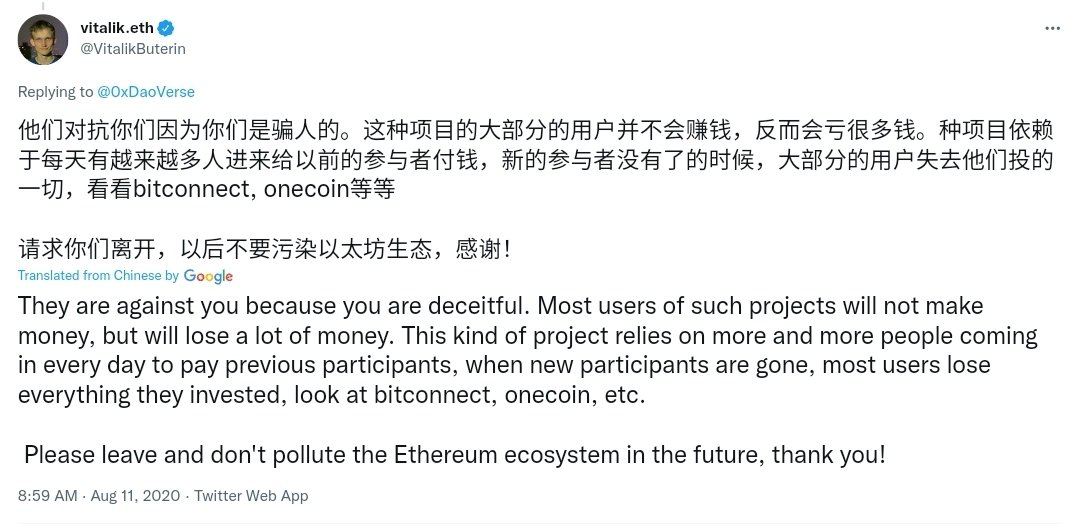 vitalik.eth
@VitalikButerin
Replying to @0xDaoVerse
他们对抗你们因为你们是骗人的。这种项目的大部分的用户并不会赚钱，反而会亏很多钱。种项目依赖
于每天有越来越多人进来给以前的参与者付钱，新的参与者没有了的时候，大部分的用户失去他们投的
一切，看看bitconnect, onecoin等等
请求你们离开，以后不要污染以太坊生态，感谢！
Translated from Chinese by Google
They are against you because you are deceitful. Most users of such projects will not make
money, but will lose a lot of money. This kind of project relies on more and more people coming
in every day to pay previous participants, when new participants are gone, most users lose
everything they invested, look at bitconnect, onecoin, etc.
Please leave and don't pollute the Ethereum ecosystem in the future, thank you!
8:59 AM · Aug 11, 2020 · Twitter Web App